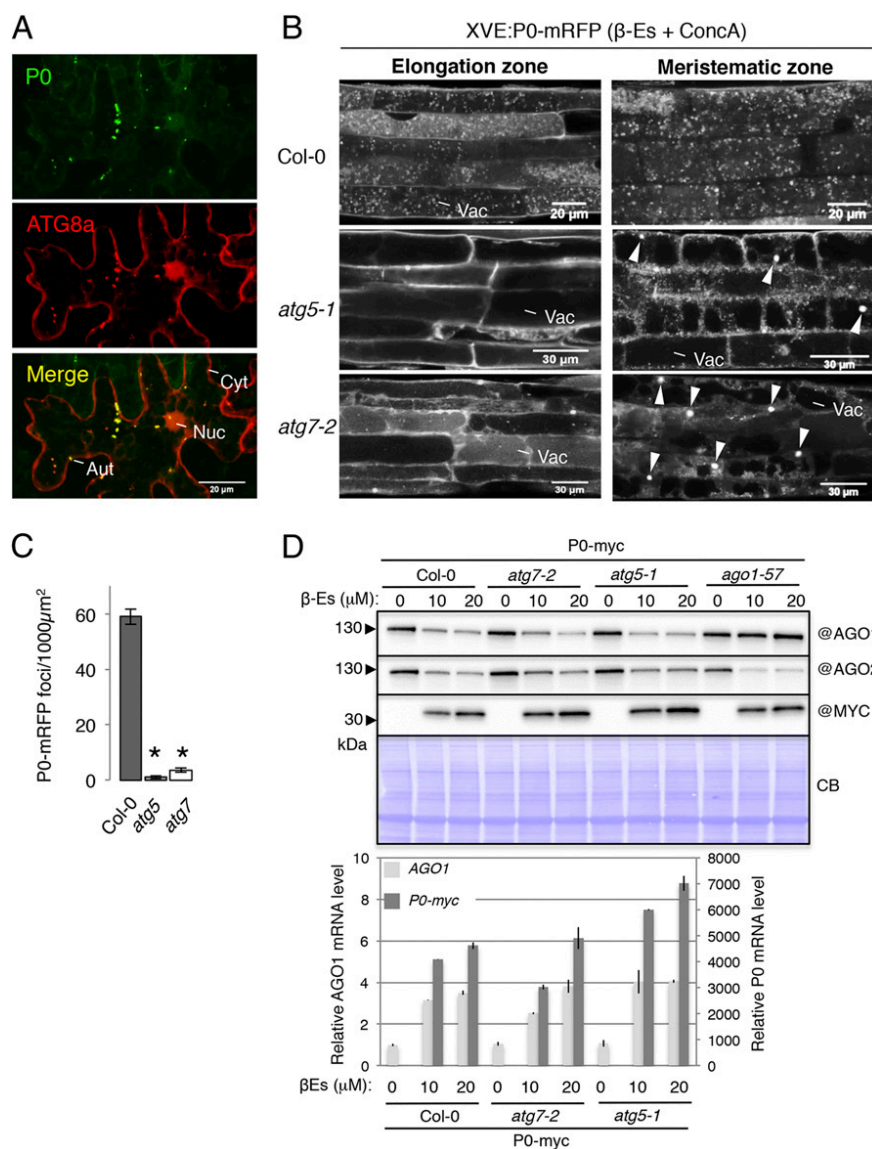 A
P0
ATG8a
Merge
Cyt
Nuc
Aut
20 µm
B
XVE:P0-mRFP (β-Es + ConcA)
Elongation zone
Meristematic zone
Col-0
Vac
20 µm
20 µm
atg5-1
Vac
30 µm
Vac
30 µm
atg7-2
Vac
30 µm
Vac
30 µm
C
P0-mRFP foci/1000µm²
60
40
20
0
* *
Col-0
atg5
atg7
D
P0-myc
Col-0 atg7-2 atg5-1 ago1-57
β-Es (µM): 0 10 20 0 10 20 0 10 20 0 10 20
130 @AGO1
130 @AGO2
30 @MYC
kDa
CB
Relative AGO1 mRNA level
10
8
6
4
2
0
AGO1
P0-myc
8000
7000
6000
5000
4000
3000
2000
1000
0
Relative P0 mRNA level
βEs (µM): 0 10 20 0 10 20 0 10 20
Col-0 atg7-2 atg5-1
P0-myc